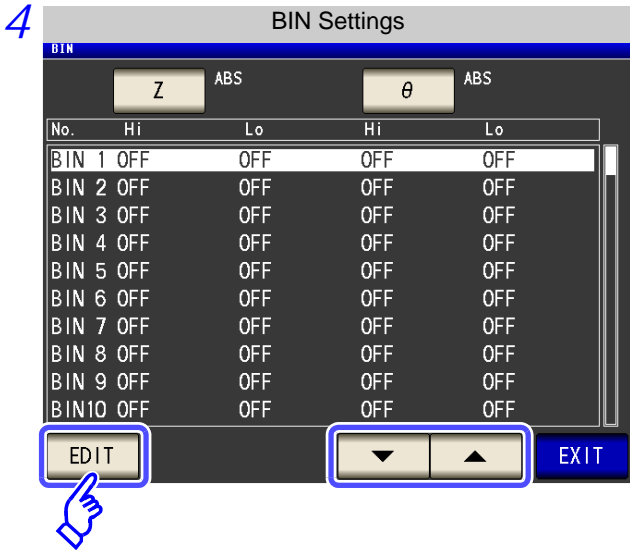 4
BIN Settings
BIN
Z ABS θ ABS
No. Hi Lo Hi Lo
BIN 1 OFF OFF OFF OFF
BIN 2 OFF OFF OFF OFF
BIN 3 OFF OFF OFF OFF
BIN 4 OFF OFF OFF OFF
BIN 5 OFF OFF OFF OFF
BIN 6 OFF OFF OFF OFF
BIN 7 OFF OFF OFF OFF
BIN 8 OFF OFF OFF OFF
BIN 9 OFF OFF OFF OFF
BIN10 OFF OFF OFF OFF
EDIT ▼ ▲ EXIT